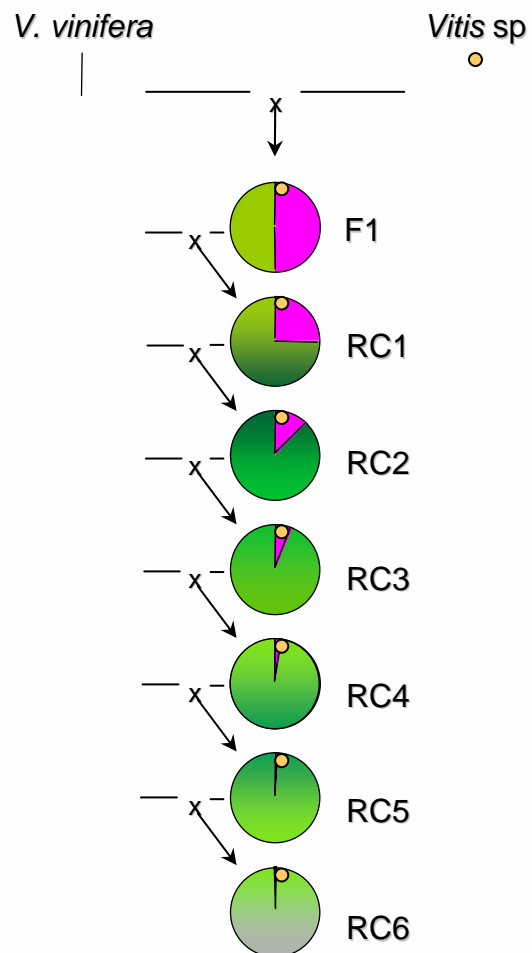 V. vinifera Vitis sp
x
F1
x
RC1
x
RC2
x
RC3
x
RC4
x
RC5
x
RC6